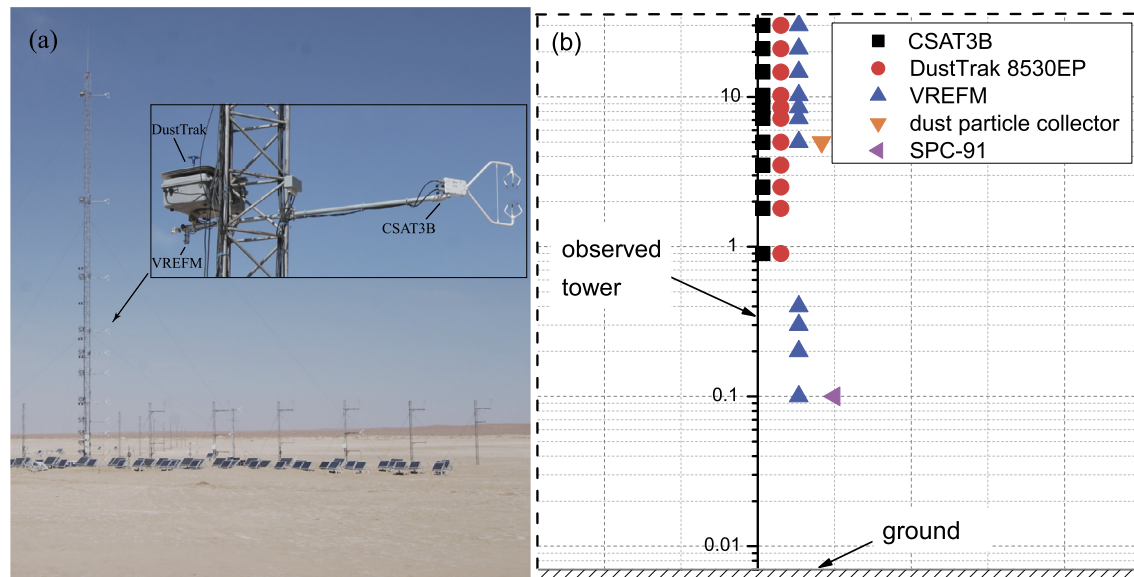 (a)
DustTrak
VREFM
CSAT3B
(b)
CSAT3B
DustTrak 8530EP
VREFM
dust particle collector
SPC-91
10
1
0.1
0.01
observed
tower
ground